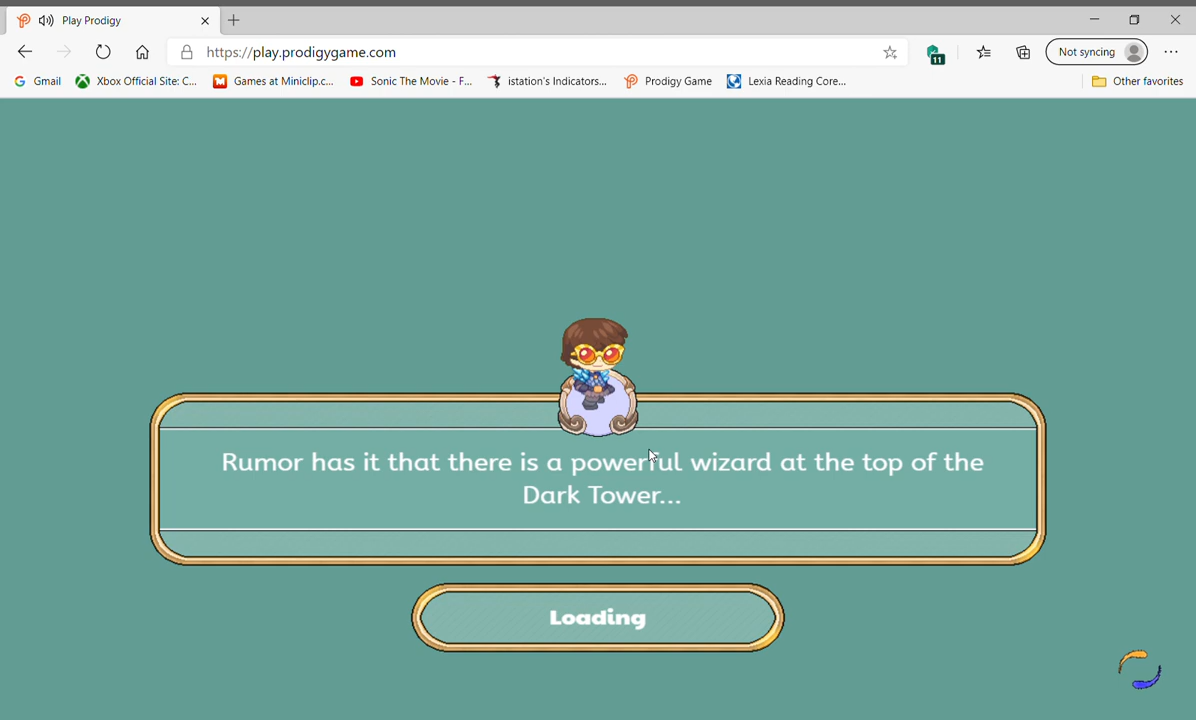 Play Prodigy
https://play.prodigygame.com
11
Not syncing
Gmail
Xbox Official Site: C...
Games at Miniclip.c...
Sonic The Movie - F...
istation's Indicators...
Prodigy Game
Lexia Reading Core...
Other favorites
Rumor has it that there is a powerful wizard at the top of the
Dark Tower...
Loading